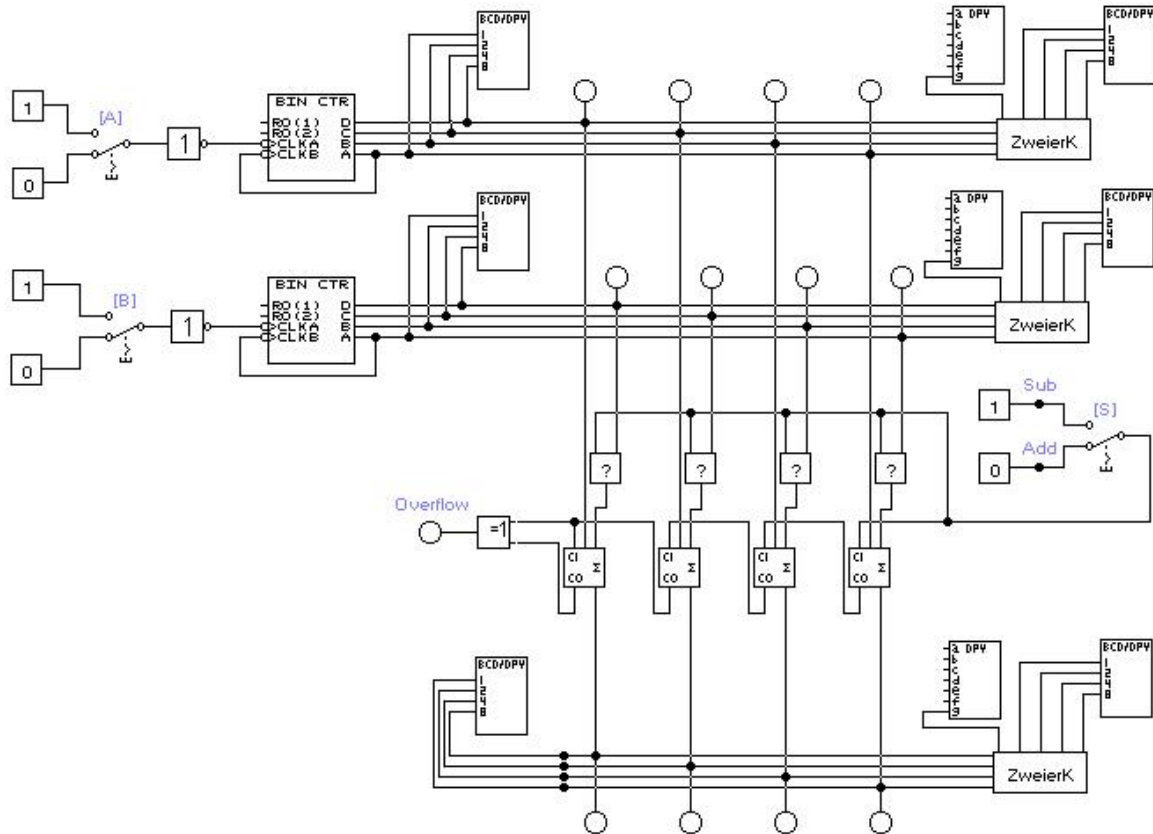 BCD/DPY
1
2
4
8
a DPY
b
c
d
e
f
g
BCD/DPY
1
2
4
8
1
[A]
0
1
BIN CTR
R0(1) D
R0(2) C
CLKA B
CLKB A
ZweierK
BCD/DPY
1
2
4
8
a DPY
b
c
d
e
f
g
BCD/DPY
1
2
4
8
1
[B]
0
1
BIN CTR
R0(1) D
R0(2) C
CLKA B
CLKB A
ZweierK
Sub
1
[S]
Add
0
?
?
?
?
Overflow
=1
CI
CO Σ
CI
CO Σ
CI
CO Σ
CI
CO Σ
BCD/DPY
1
2
4
8
a DPY
b
c
d
e
f
g
BCD/DPY
1
2
4
8
ZweierK